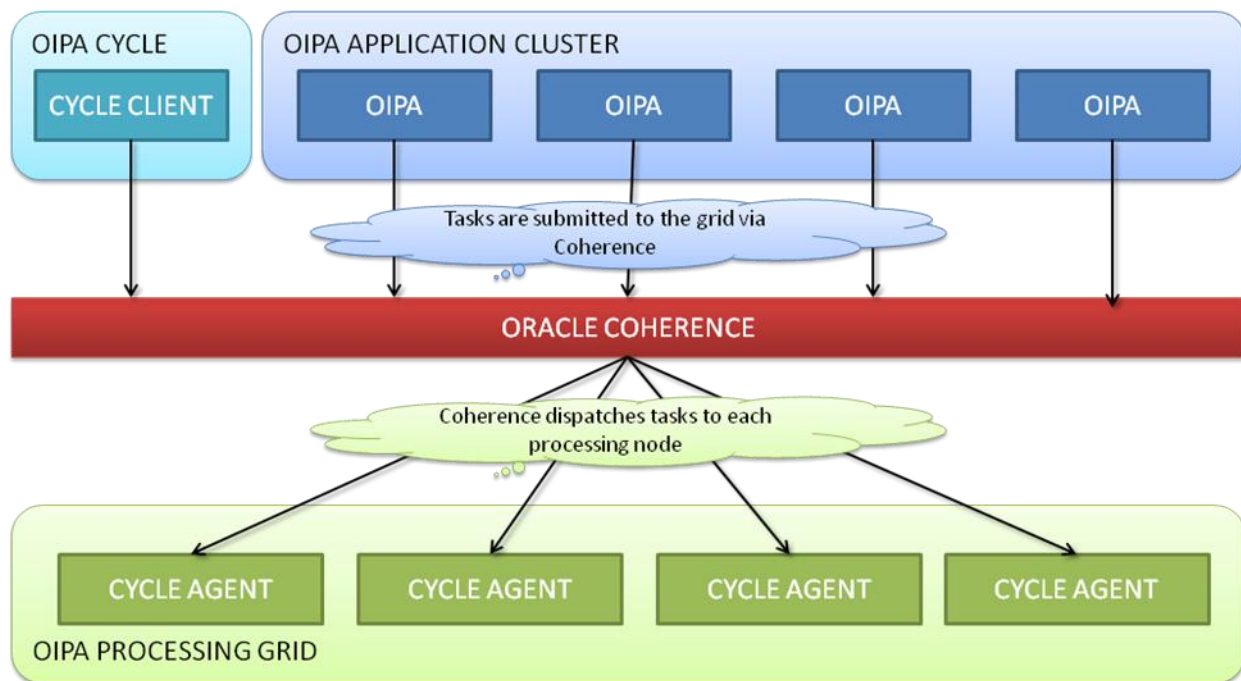 OIPA CYCLE
OIPA APPLICATION CLUSTER
CYCLE CLIENT
OIPA
OIPA
OIPA
OIPA
Tasks are submitted to the grid via
Coherence
ORACLE COHERENCE
Coherence dispatches tasks to each
processing node
CYCLE AGENT
CYCLE AGENT
CYCLE AGENT
CYCLE AGENT
OIPA PROCESSING GRID